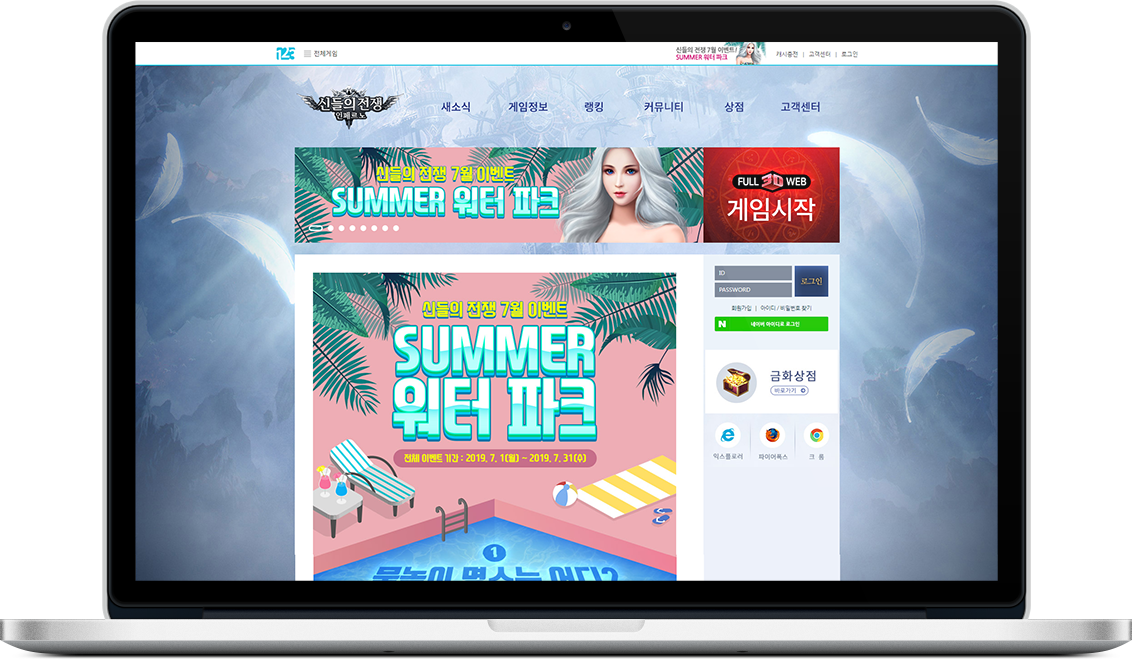 전체게임
신들의 전쟁 7월 이벤트!
SUMMER 워터 파크
캐시충전 | 고객센터 | 로그인
신들의전쟁
인페르노
새소식 게임정보 랭킹 커뮤니티 상점 고객센터
신들의 전쟁 7월 이벤트
SUMMER 워터 파크
FULL 3D WEB
게임시작
ID
PASSWORD
로그인
회원가입 | 아이디 / 비밀번호 찾기
N 네이버 아이디로 로그인
금화상점
바로가기
익스플로러 파이어폭스 크 롬
신들의 전쟁 7월 이벤트
SUMMER
워터 파크
전체 이벤트 기간 : 2019. 7. 1(월) ~ 2019. 7. 31(수)
1
물놀이 명소는 어디?